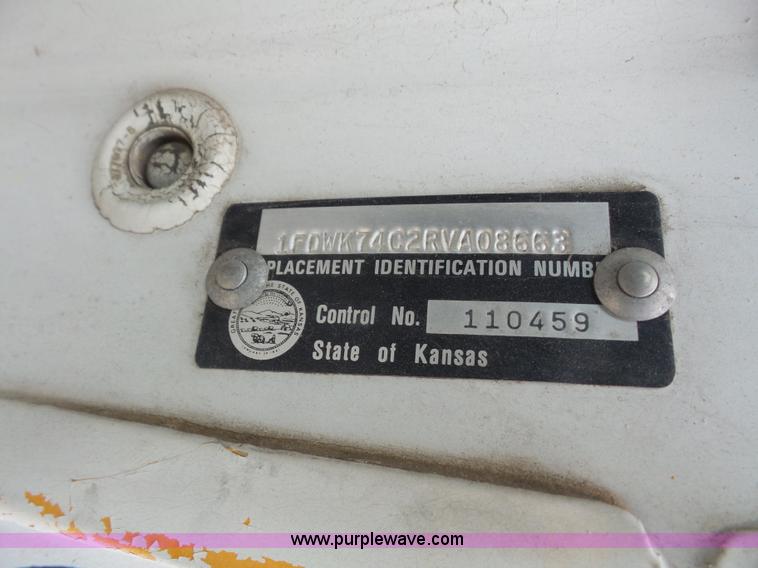 1FDWK74C2RVA08663
PLACEMENT IDENTIFICATION NUMB
Control No. 110459
State of Kansas
www.purplewave.com